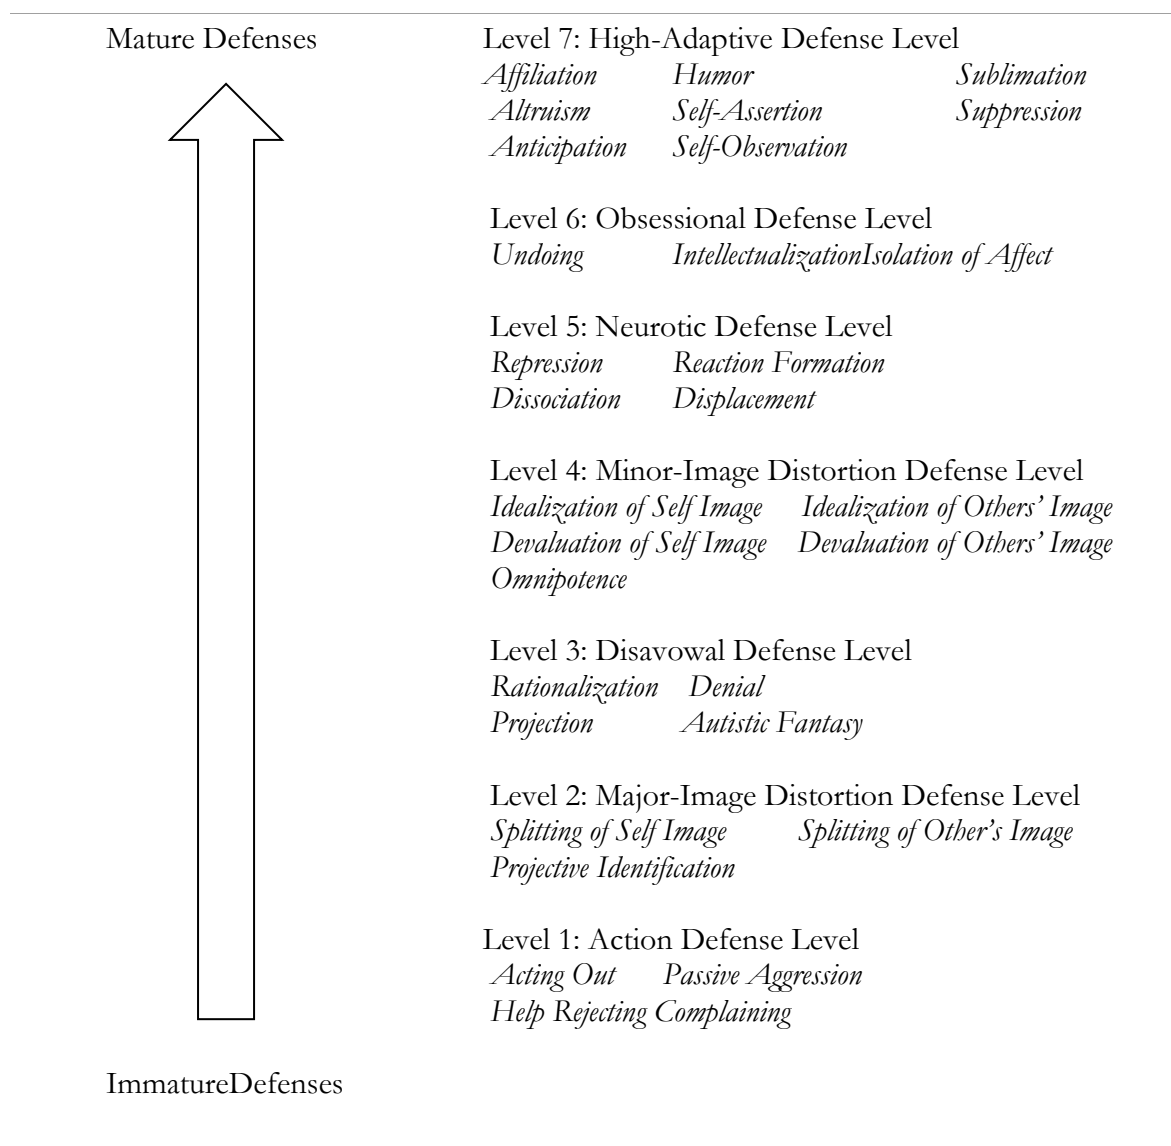 Mature Defenses Level 7: High-Adaptive Defense Level
Affiliation Humor Sublimation
Altruism Self-Assertion Suppression
Anticipation Self-Observation
Level 6: Obsessional Defense Level
Undoing IntellectualizationIsolation of Affect
Level 5: Neurotic Defense Level
Repression Reaction Formation
Dissociation Displacement
Level 4: Minor-Image Distortion Defense Level
Idealization of Self Image Idealization of Others’ Image
Devaluation of Self Image Devaluation of Others’ Image
Omnipotence
Level 3: Disavowal Defense Level
Rationalization Denial
Projection Autistic Fantasy
Level 2: Major-Image Distortion Defense Level
Splitting of Self Image Splitting of Other’s Image
Projective Identification
Level 1: Action Defense Level
Acting Out Passive Aggression
Help Rejecting Complaining
ImmatureDefenses